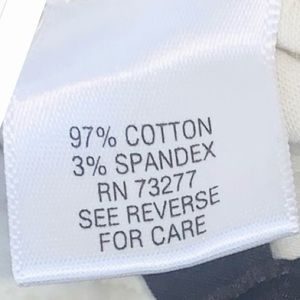 97% COTTON
3% SPANDEX
RN 73277
SEE REVERSE
FOR CARE